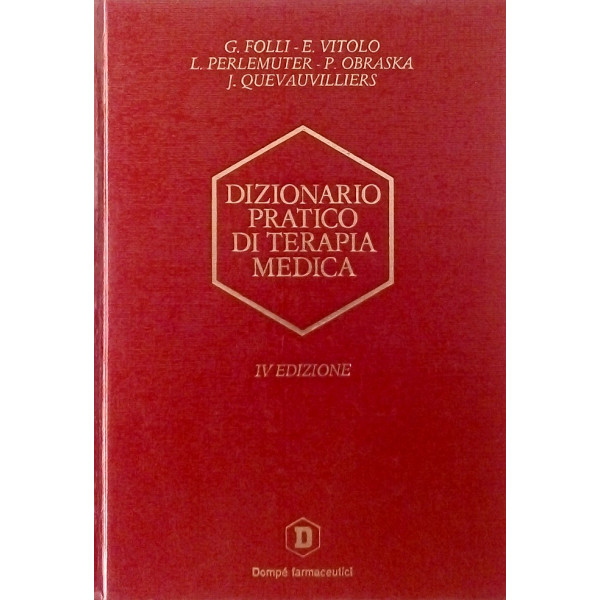 G. FOLLI - E. VITOLO
L. PERLEMUTER - P. OBRASKA
J. QUEVAUVILLIERS
DIZIONARIO
PRATICO
DI TERAPIA
MEDICA
IV EDIZIONE
D
Dompé farmaceutici